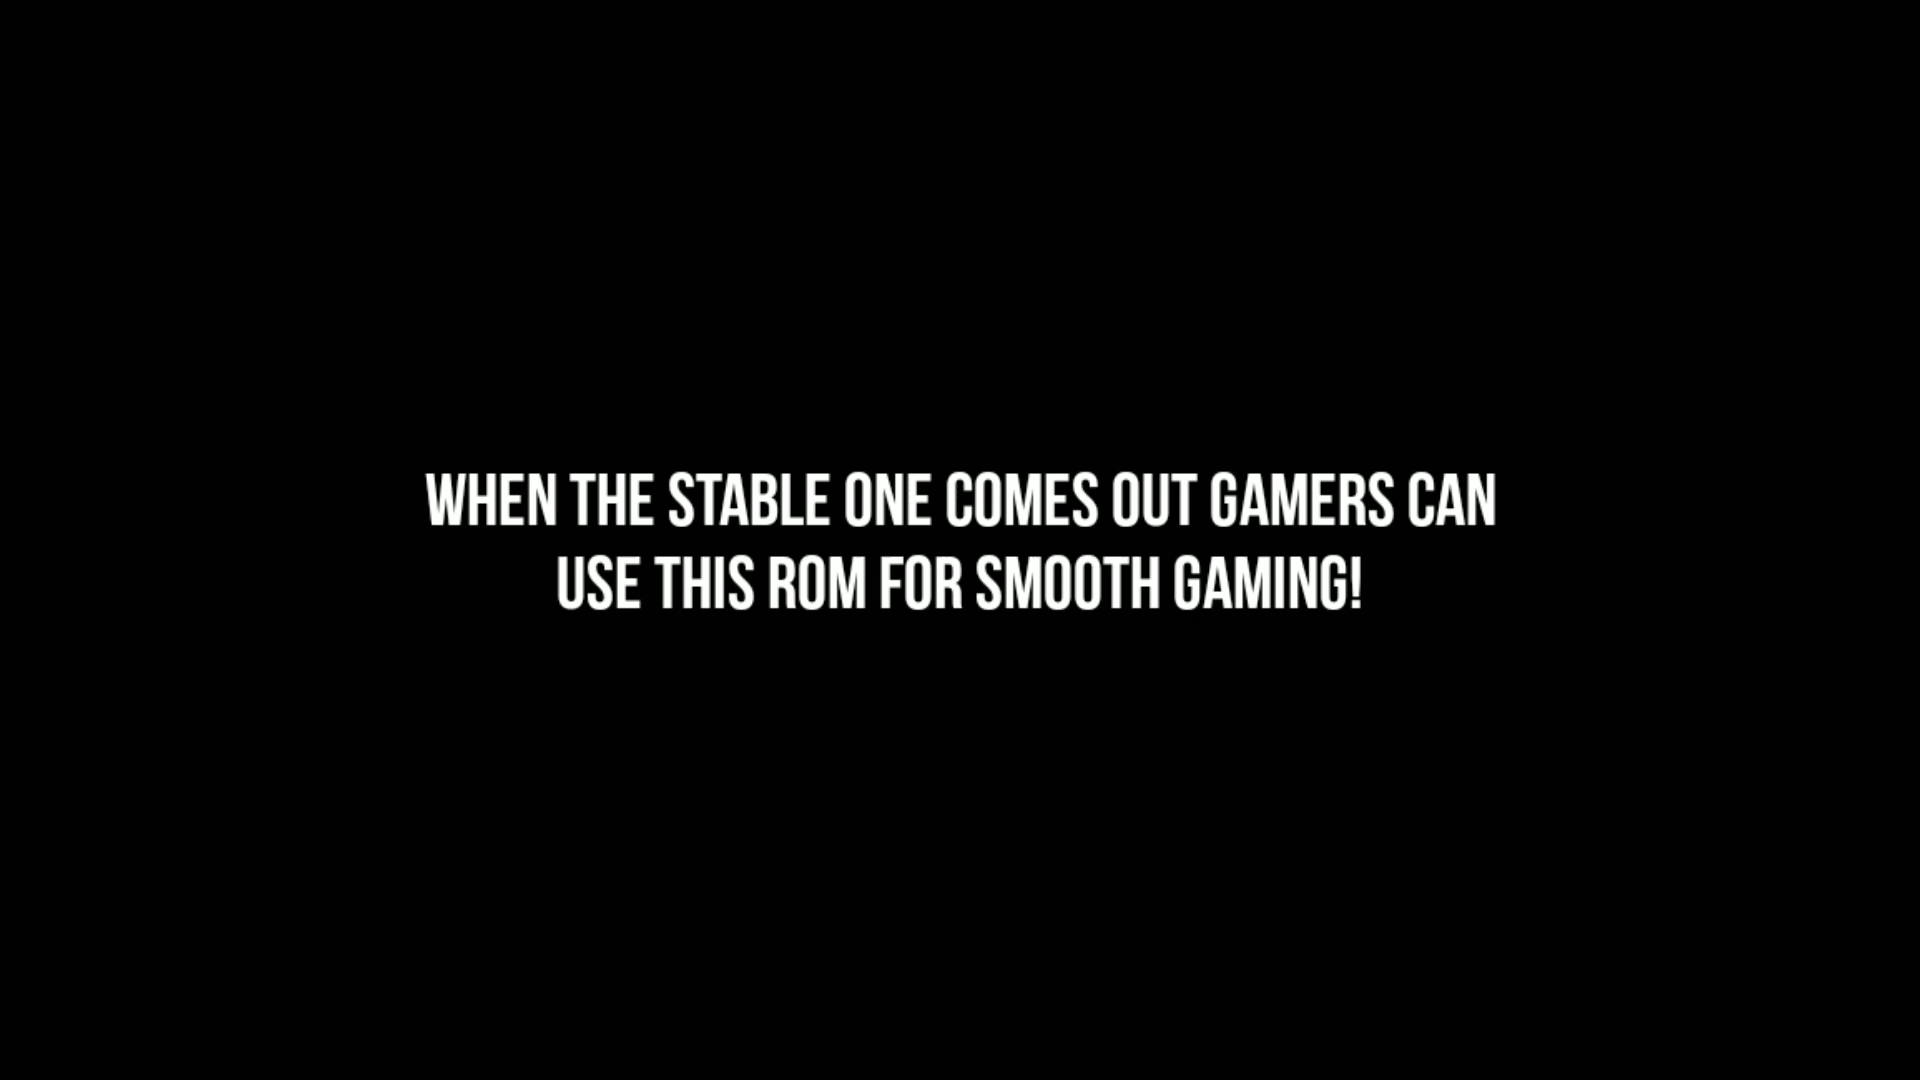 WHEN THE STABLE ONE COMES OUT GAMERS CAN
USE THIS ROM FOR SMOOTH GAMING!